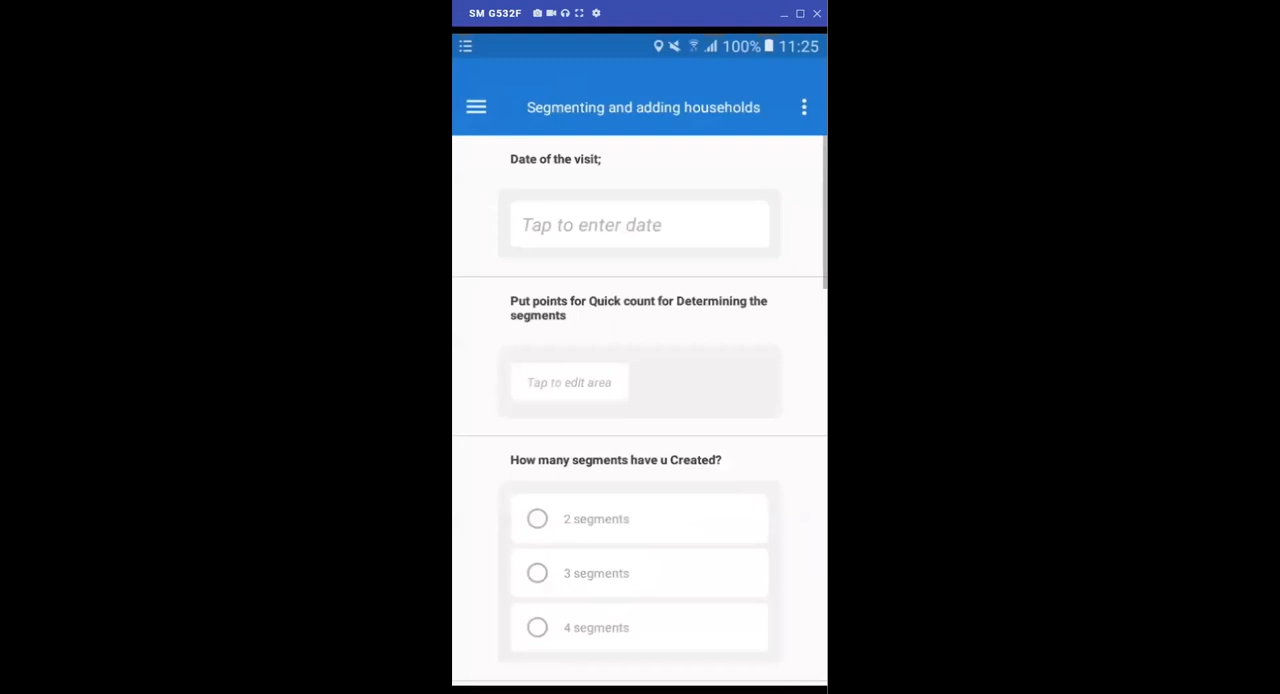 SM G532F
100% 11:25
Segmenting and adding households
Date of the visit;
Tap to enter date
Put points for Quick count for Determining the
segments
Tap to edit area
How many segments have u Created?
2 segments
3 segments
4 segments